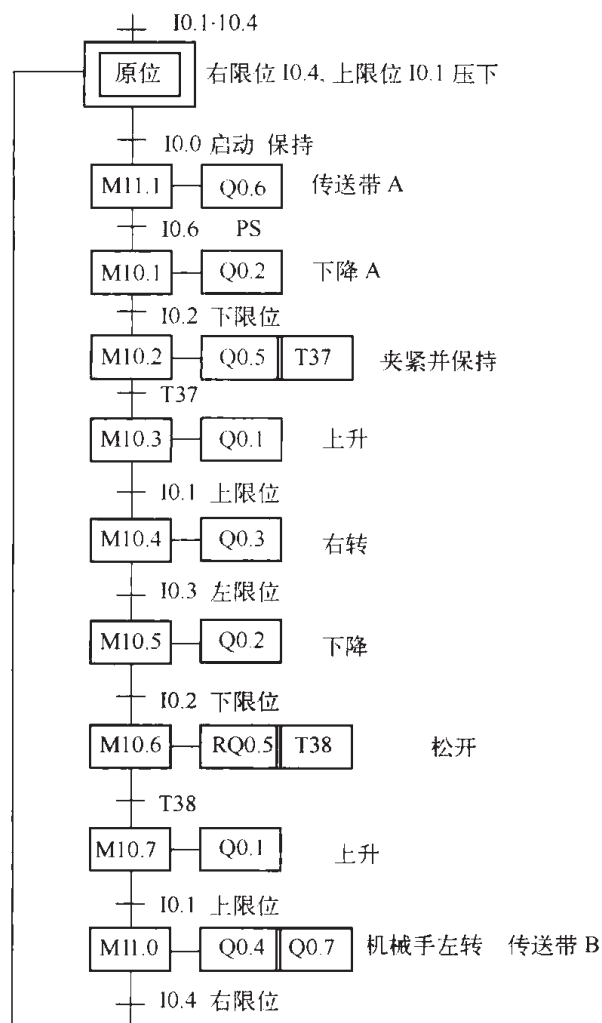 I0.1·10.4
原位 右限位 I0.4, 上限位 I0.1 压下
I0.0 启动 保持
M11.1 Q0.6 传送带 A
I0.6 PS
M10.1 Q0.2 下降 A
I0.2 下限位
M10.2 Q0.5 T37 夹紧并保持
T37
M10.3 Q0.1 上升
I0.1 上限位
M10.4 Q0.3 右转
I0.3 左限位
M10.5 Q0.2 下降
I0.2 下限位
M10.6 RQ0.5 T38 松开
T38
M10.7 Q0.1 上升
I0.1 上限位
M11.0 Q0.4 Q0.7 机械手左转 传送带 B
I0.4 右限位